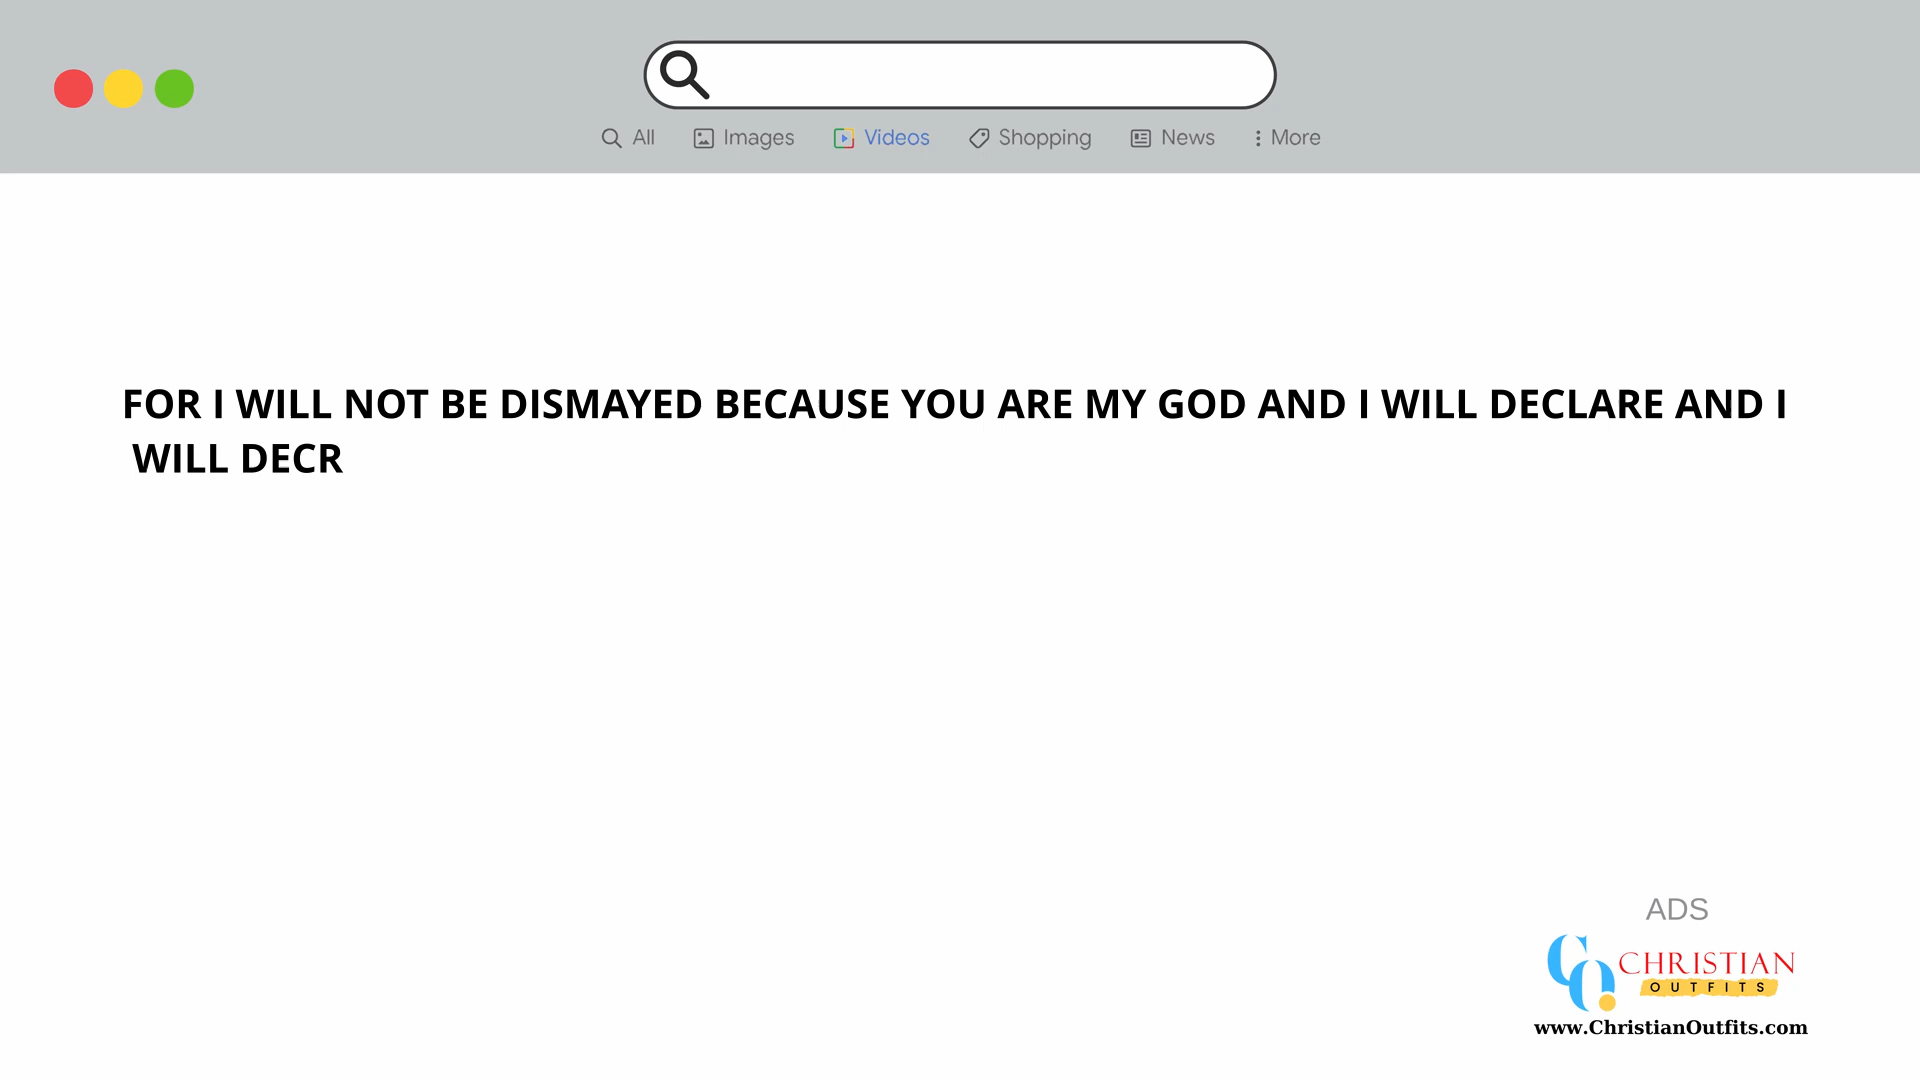 All Images Videos Shopping News More
FOR I WILL NOT BE DISMAYED BECAUSE YOU ARE MY GOD AND I WILL DECLARE AND I
WILL DECR
ADS
CO
CHRISTIAN
OUTFITS
www.ChristianOutfits.com